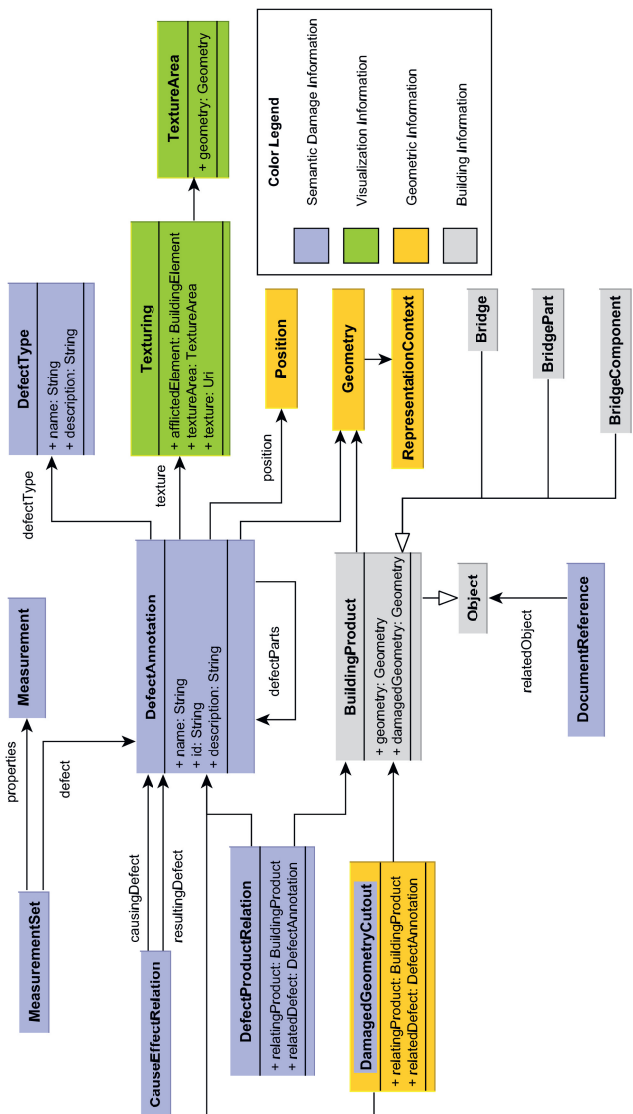 MeasurementSet
properties
defect
Measurement
CauseEffectRelation
causingDefect
resultingDefect
DefectAnnotation
+ name: String
+ id: String
+ description: String
defectParts
defectType
DefectType
+ name: String
+ description: String
texture
Texturing
+ afflictedElement: BuildingElement
+ textureArea: TextureArea
+ texture: Uri
TextureArea
+ geometry: Geometry
position
Position
Geometry
RepresentationContext
DefectProductRelation
+ relatingProduct: BuildingProduct
+ relatedDefect: DefectAnnotation
DamagedGeometryCutout
+ relatingProduct: BuildingProduct
+ relatedDefect: DefectAnnotation
BuildingProduct
+ geometry: Geometry
+ damagedGeometry: Geometry
Object
relatedObject
DocumentReference
Bridge
BridgePart
BridgeComponent
Color Legend
Semantic Damage Information
Visualization Information
Geometric Information
Building Information